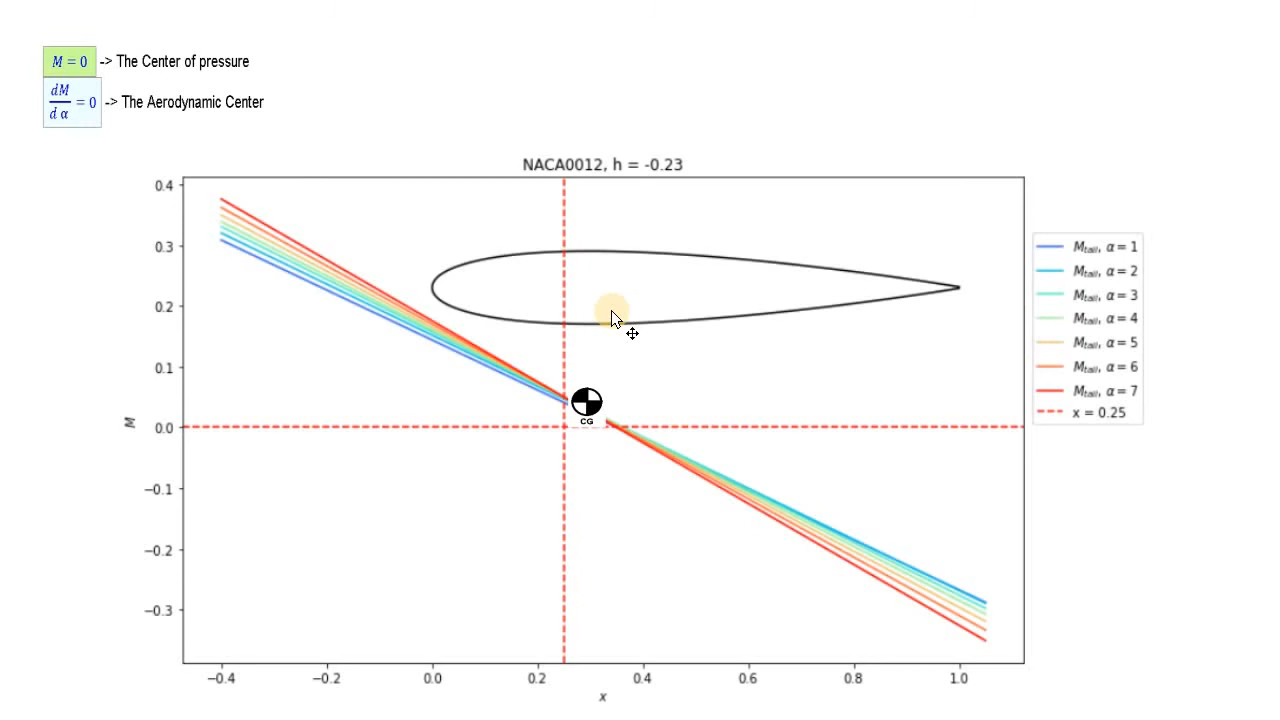 M = 0 -> The Center of pressure
dM
d α = 0 -> The Aerodynamic Center
NACA0012, h = -0.23
0.4
0.3
0.2
0.1
0.0
−0.1
−0.2
−0.3
M
CG
−0.4 −0.2 0.0 0.2 0.4 0.6 0.8 1.0
x
M_tail, α = 1
M_tail, α = 2
M_tail, α = 3
M_tail, α = 4
M_tail, α = 5
M_tail, α = 6
M_tail, α = 7
x = 0.25